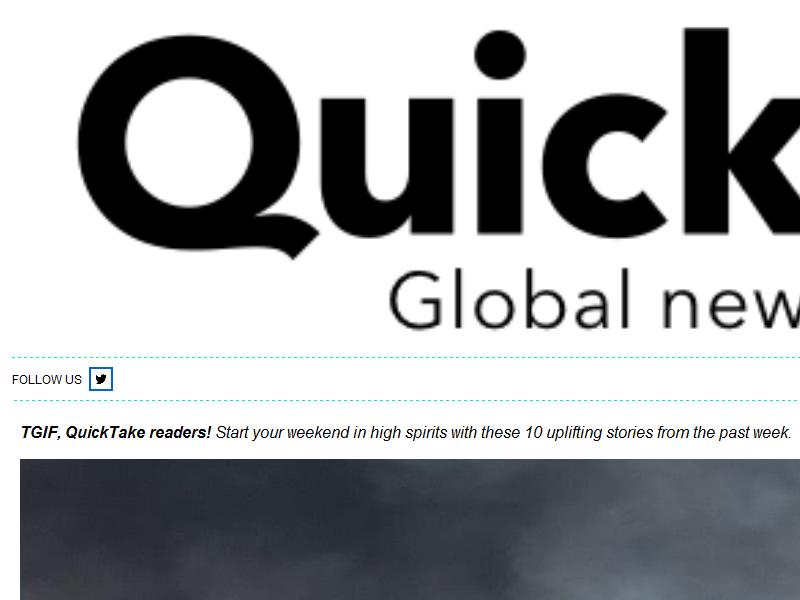 Quick
Global new
FOLLOW US
TGIF, QuickTake readers! Start your weekend in high spirits with these 10 uplifting stories from the past week.